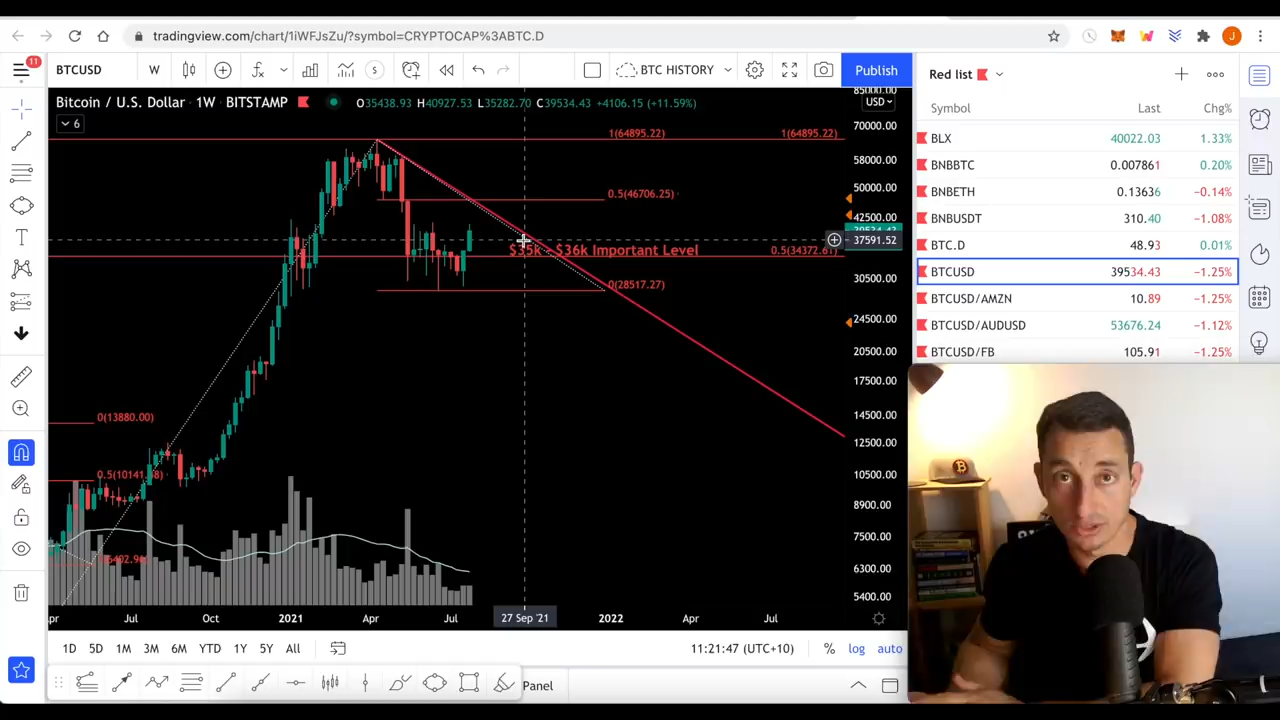 tradingview.com/chart/1iWFJsZu/?symbol=CRYPTOCAP%3ABTC.D
11
BTCUSD W BTC HISTORY Publish
Bitcoin / U.S. Dollar · 1W · BITSTAMP O35438.93 H40927.53 L35282.70 C39534.43 +4106.15 (+11.59%)
USD
6
85000.00
70000.00
58000.00
50000.00
42500.00
37591.52
30500.00
24500.00
20500.00
17500.00
14500.00
12500.00
10500.00
8900.00
7500.00
6300.00
5400.00
1(64895.22) 1(64895.22)
0.5(46706.25)
$35k - $36k Important Level
0.5(34372.61)
0(28517.27)
0(13880.00)
Jul Oct 2021 Apr Jul 27 Sep '21 2022 Apr Jul
1D 5D 1M 3M 6M YTD 1Y 5Y All
11:21:47 (UTC+10) % log auto
Panel
Red list
Symbol Last Chg%
BLX 40022.03 1.33%
BNBBTC 0.007861 0.20%
BNBETH 0.13636 −0.14%
BNBUSDT 310.40 −1.08%
BTC.D 48.93 0.01%
BTCUSD 39534.43 −1.25%
BTCUSD/AMZN 10.89 −1.25%
BTCUSD/AUDUSD 53676.24 −1.12%
BTCUSD/FB 105.91 −1.25%
J
S